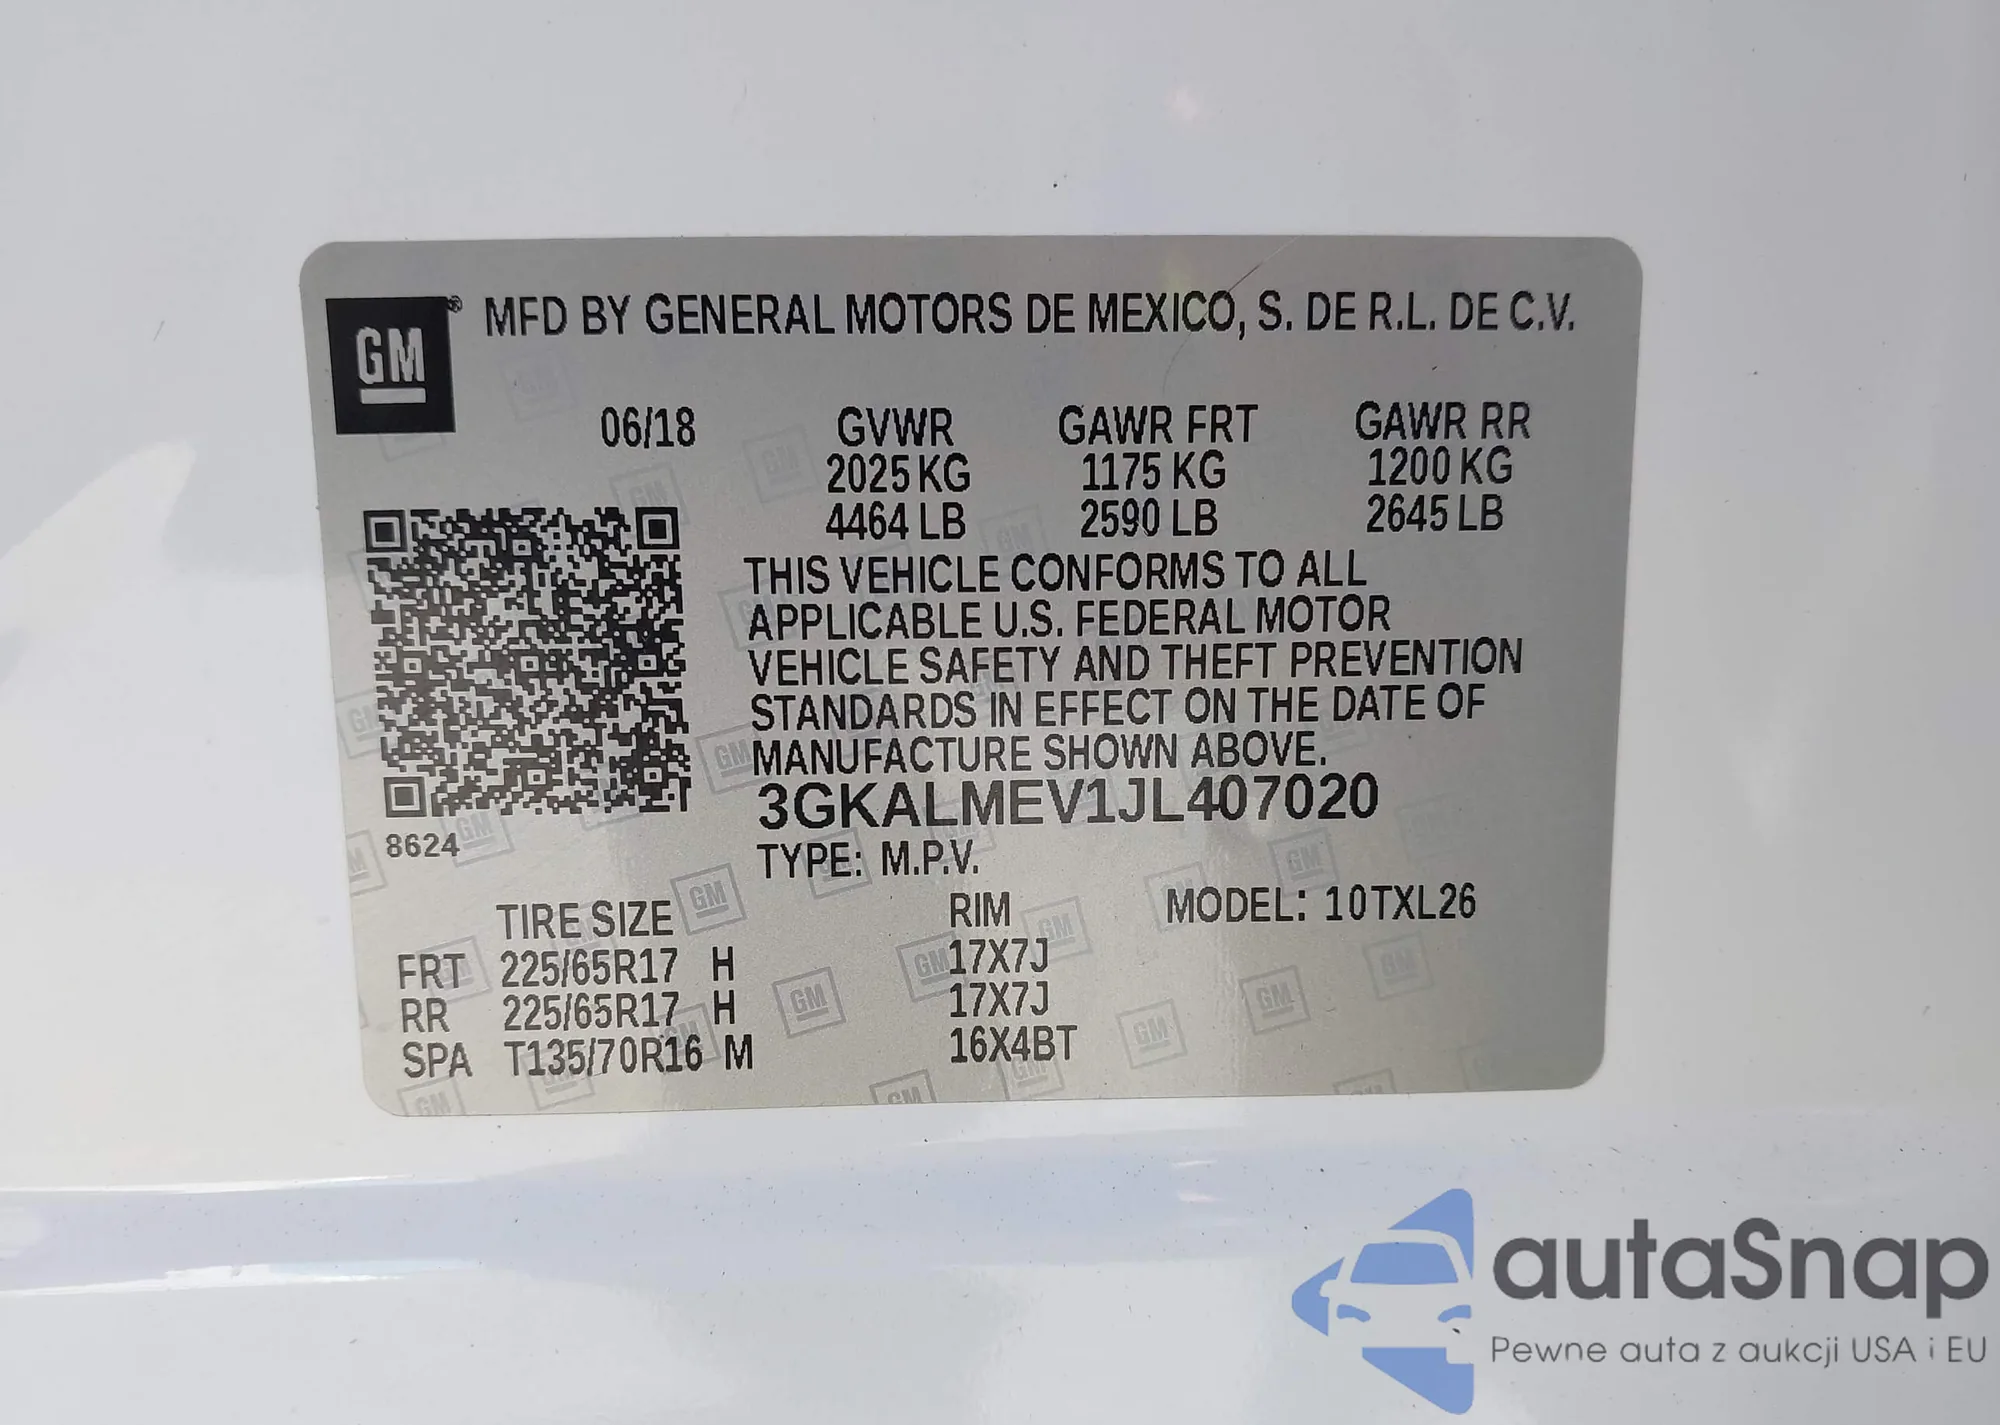 GM® MFD BY GENERAL MOTORS DE MEXICO, S. DE R.L. DE C.V.
06/18 GVWR GAWR FRT GAWR RR
2025 KG 1175 KG 1200 KG
4464 LB 2590 LB 2645 LB
THIS VEHICLE CONFORMS TO ALL
APPLICABLE U.S. FEDERAL MOTOR
VEHICLE SAFETY AND THEFT PREVENTION
STANDARDS IN EFFECT ON THE DATE OF
MANUFACTURE SHOWN ABOVE.
3GKALMEV1JL407020
8624
TYPE: M.P.V.
TIRE SIZE RIM MODEL: 10TXL26
FRT 225/65R17 H 17X7J
RR 225/65R17 H 17X7J
SPA T135/70R16 M 16X4BT
autaSnap
Pewne auta z aukcji USA i EU